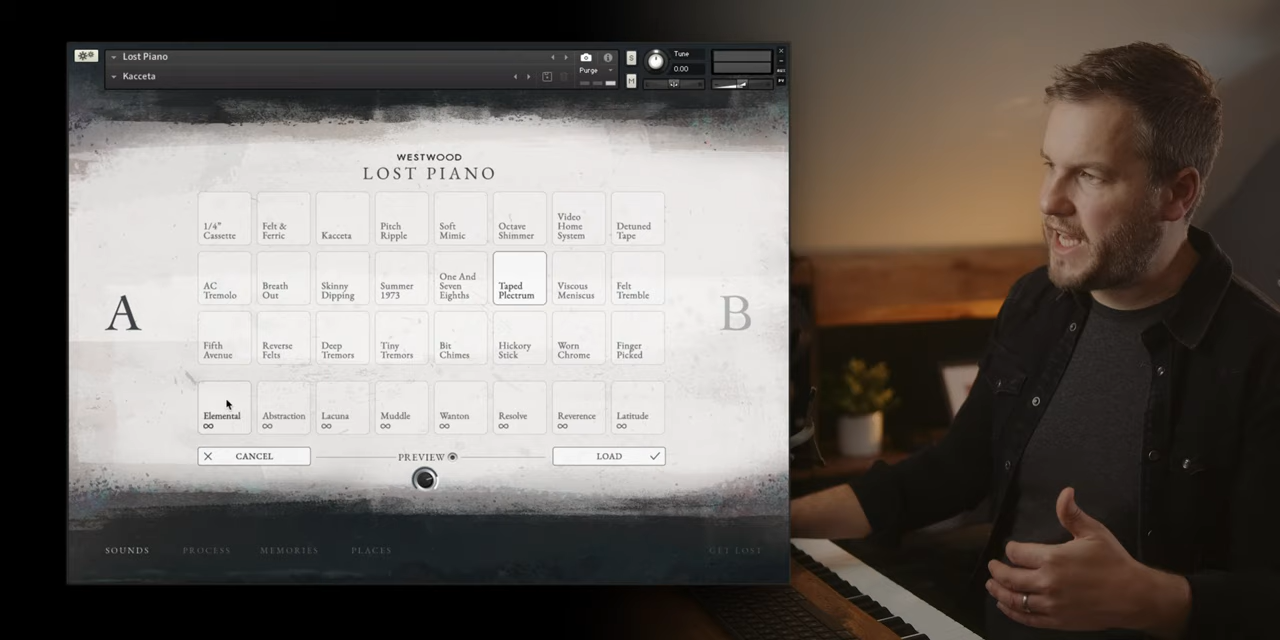 Lost Piano
Kacceta
Purge
S
M
Tune
0.00
WESTWOOD
LOST PIANO
1/4"
Cassette
Felt &
Ferric
Kacceta
Pitch
Ripple
Soft
Mimic
Octave
Shimmer
Video
Home
System
Detuned
Tape
AC
Tremolo
Breath
Out
Skinny
Dipping
Summer
1973
One And
Seven
Eighths
Taped
Plectrum
Viscous
Meniscus
Felt
Tremble
Fifth
Avenue
Reverse
Felts
Deep
Tremors
Tiny
Tremors
Bit
Chimes
Hickory
Stick
Worn
Chrome
Finger
Picked
A
B
Elemental
Abstraction
Lacuna
Muddle
Wanton
Resolve
Reverence
Latitude
CANCEL
PREVIEW
LOAD
SOUNDS
PROCESS
MEMORIES
PLACES
GET LOST